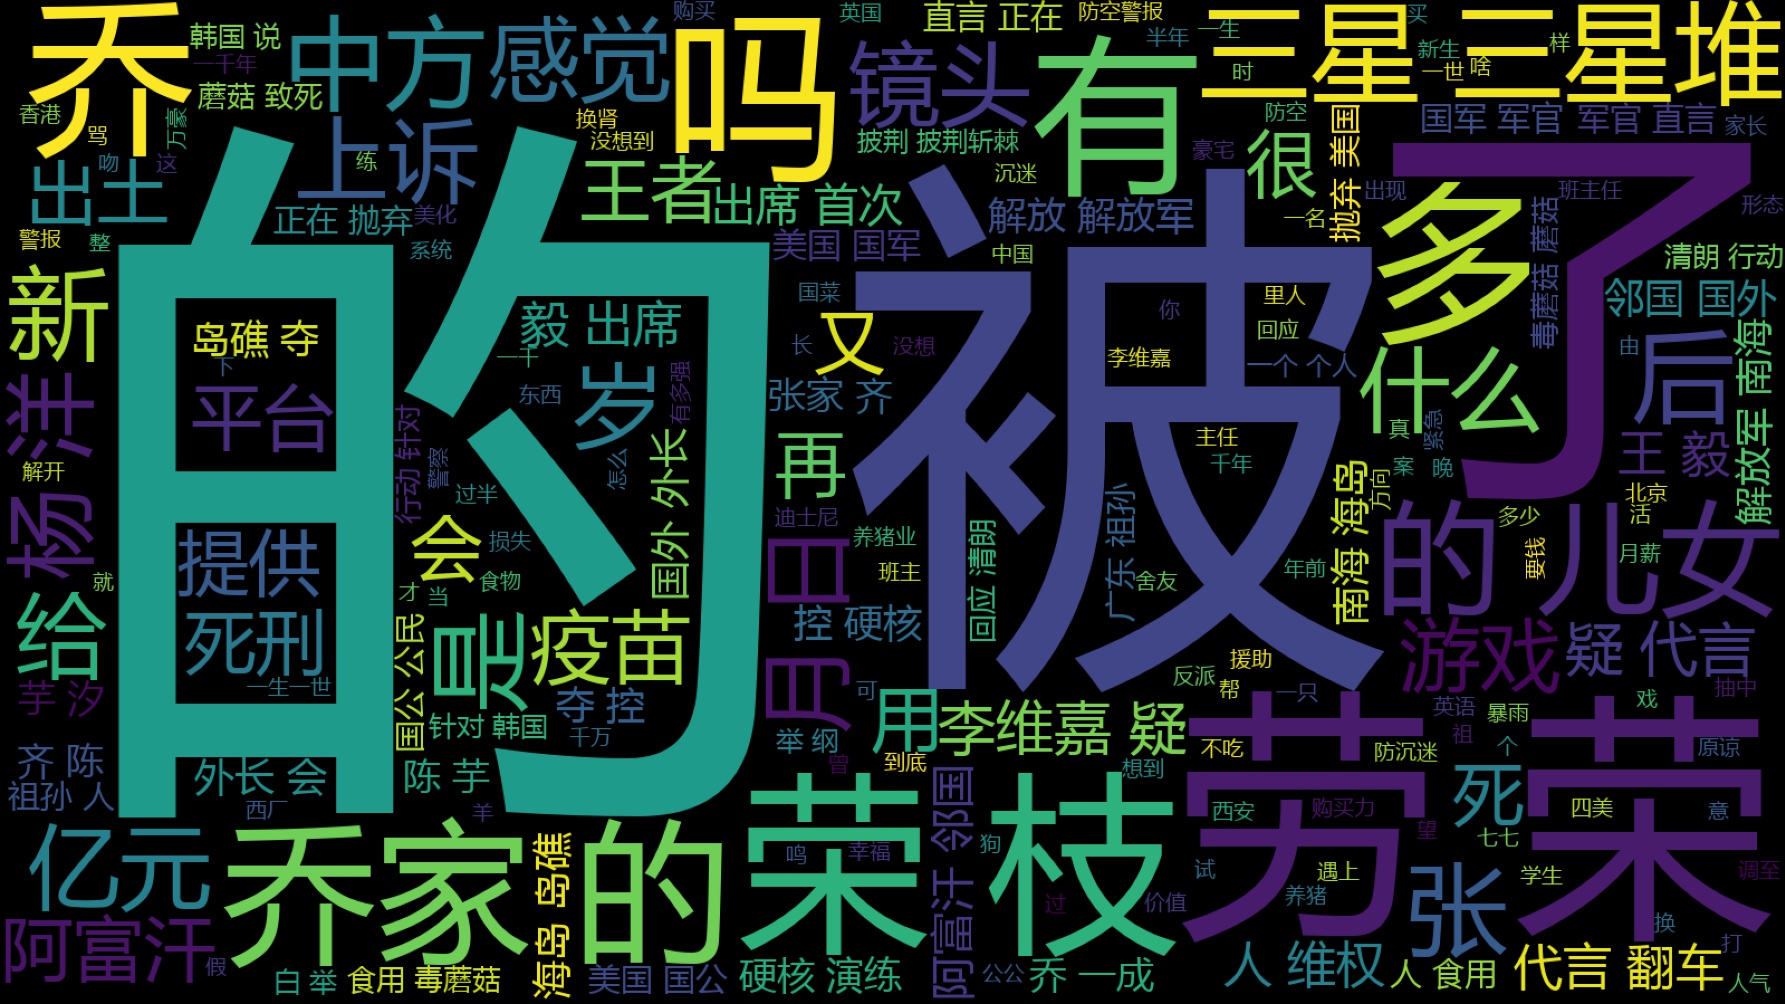 乔
韩国 说
一千年
蘑菇 致死
香港
骂
万豪
吻
这
中方
感觉
购买
吗
换肾
没想到
英国
直言 正在
防空警报
半年
一生
镜头
有
时
披荆 披荆斩棘
沉迷
豪宅
防空
很
三星 三星堆
买
新生
样
一世
啥
国军 军官
军官 直言
家长
抛弃 美国
出土
上诉
练
王者
出席 首次
正在 抛弃
美化
系统
警报
整
的
被
了
解放 解放军
一名
出现
班主任
形态
美国 国军
中国
多
毒蘑菇 蘑菇
清朗 行动
邻国 国外
新
岛礁 夺
下
毅 出席
一千
国菜
又
长
没想
你
里人
回应
李维嘉
一个 个人
什么
后
由
解放军 南海
杨洋
平台
东西
岁
有多强
张家 齐
解开
行动 针对
警察
过半
怎么
国外 外长
再
主任
千年
真
紧急
案
晚
王 毅
南海 海岛
方向
北京
活
提供
会
损失
迪士尼
养猪业
班主
月 日
回应 清朗
广东 祖孙
舍友
年前
多少
要钱
月薪
的 儿女
就
给
死刑
才
当
食物
国公 公民
是
疫苗
控 硬核
游戏
疑 代言
芋 汐
一生一世
夺 控
针对 韩国
千万
可
用
反派
援助
帮
一只
李维嘉 疑
劳荣
英语
祖
暴雨
戏
抽中
齐 陈
祖孙 人
外长 会
西厂
陈 芋
举 纲
曾
到底
不吃
防沉迷
个
原谅
想到
羊
亿元
乔家 的
海岛 岛礁
荣枝
鸣
幸福
阿富汗 邻国
狗
西安
购买力
望
死
四美
意
七七
试
遇上
养猪
过
价值
张
学生
调至
换
打
阿富汗
假
白 举
食用 毒蘑菇
美国 国公
硬核 演练
公公
乔 一成
人 维权
人 食用
代言 翻车
人气